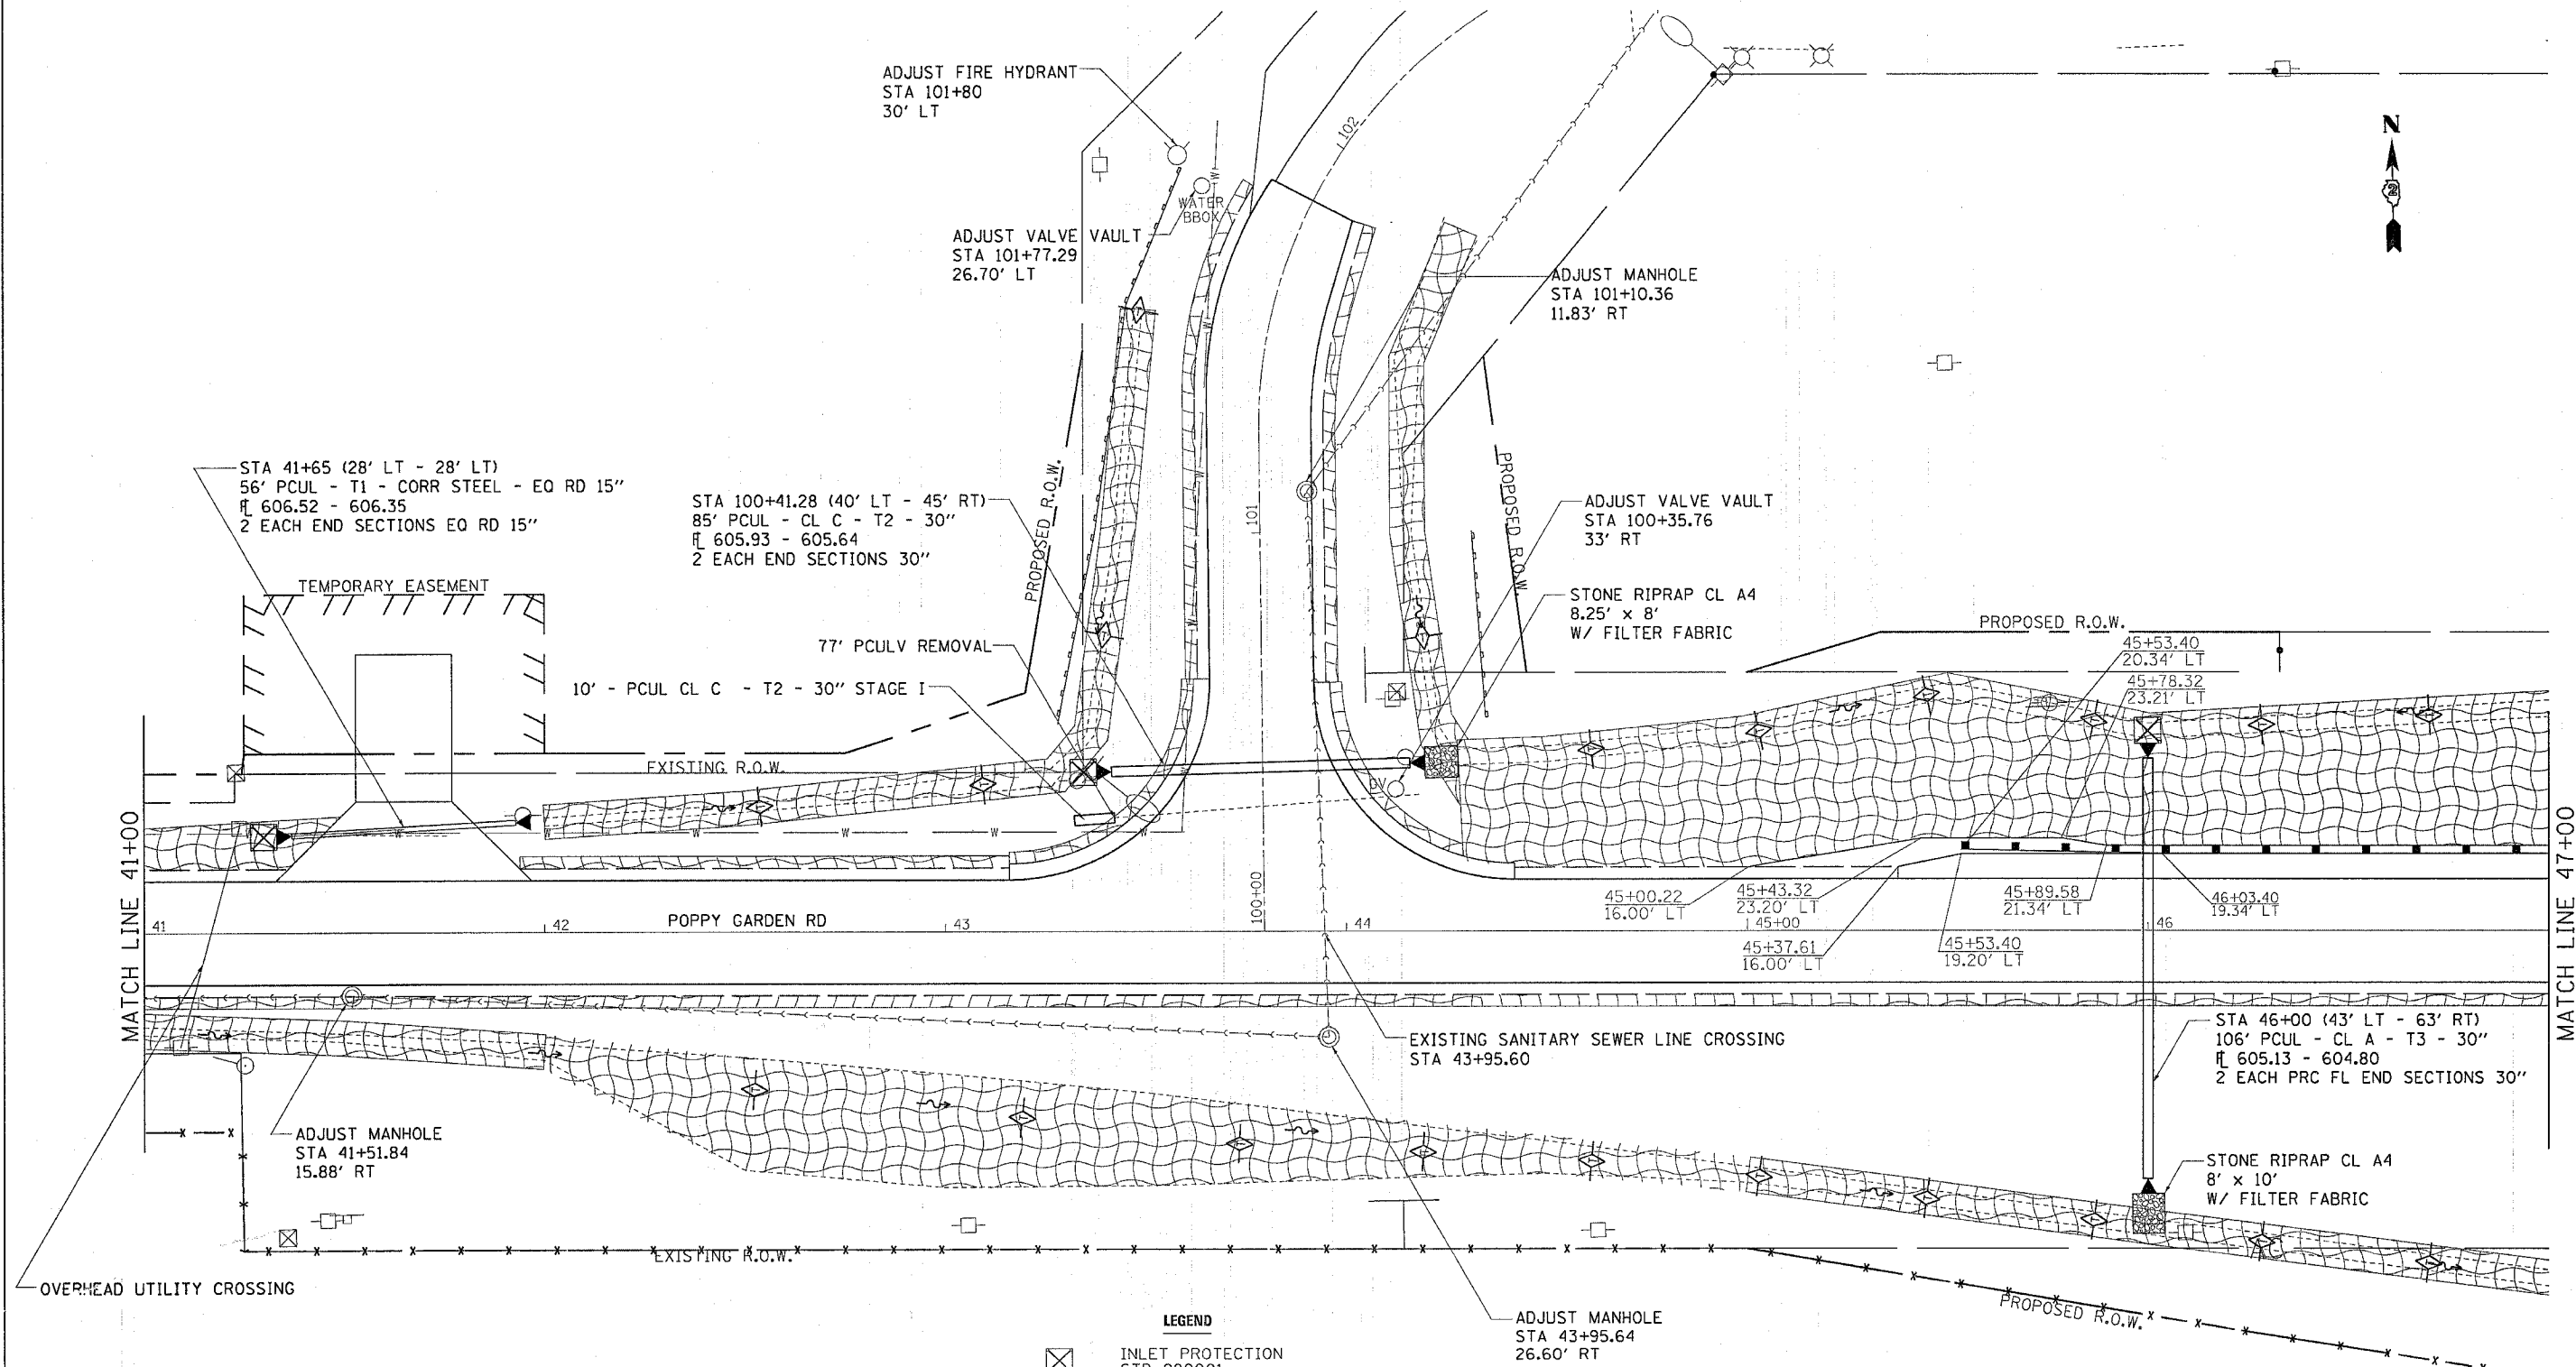 ADJUST FIRE HYDRANT
STA 101+80
30' LT
N
2
102
WATER
BBOX
ADJUST VALVE VAULT
STA 101+77.29
26.70' LT
ADJUST MANHOLE
STA 101+10.36
11.83' RT
STA 41+65 (28' LT - 28' LT)
56' PCUL - T1 - CORR STEEL - EQ RD 15"
FL 606.52 - 606.35
2 EACH END SECTIONS EQ RD 15"
STA 100+41.28 (40' LT - 45' RT)
85' PCUL - CL C - T2 - 30"
FL 605.93 - 605.64
2 EACH END SECTIONS 30"
PROPOSED R.O.W.
101
PROPOSED R.O.W.
ADJUST VALVE VAULT
STA 100+35.76
33' RT
TEMPORARY EASEMENT
STONE RIPRAP CL A4
8.25' x 8'
W/ FILTER FABRIC
77' PCULV REMOVAL
10' - PCUL CL C - T2 - 30" STAGE I
PROPOSED R.O.W.
45+53.40
20.34' LT
45+78.32
23.21' LT
EXISTING R.O.W.
W W W W
DV
MATCH LINE 41+00
MATCH LINE 47+00
45+00.22
16.00' LT
45+43.32
23.20' LT
45+89.58
21.34' LT
46+03.40
19.34' LT
41
42
POPPY GARDEN RD
43
100+00
44
45+00
46
45+37.61
16.00' LT
45+53.40
19.20' LT
EXISTING SANITARY SEWER LINE CROSSING
STA 43+95.60
STA 46+00 (43' LT - 63' RT)
106' PCUL - CL A - T3 - 30"
FL 605.13 - 604.80
2 EACH PRC FL END SECTIONS 30"
ADJUST MANHOLE
STA 41+51.84
15.88' RT
STONE RIPRAP CL A4
8' x 10'
W/ FILTER FABRIC
EXISTING R.O.W.
OVERHEAD UTILITY CROSSING
PROPOSED R.O.W.
ADJUST MANHOLE
STA 43+95.64
26.60' RT
LEGEND
INLET PROTECTION